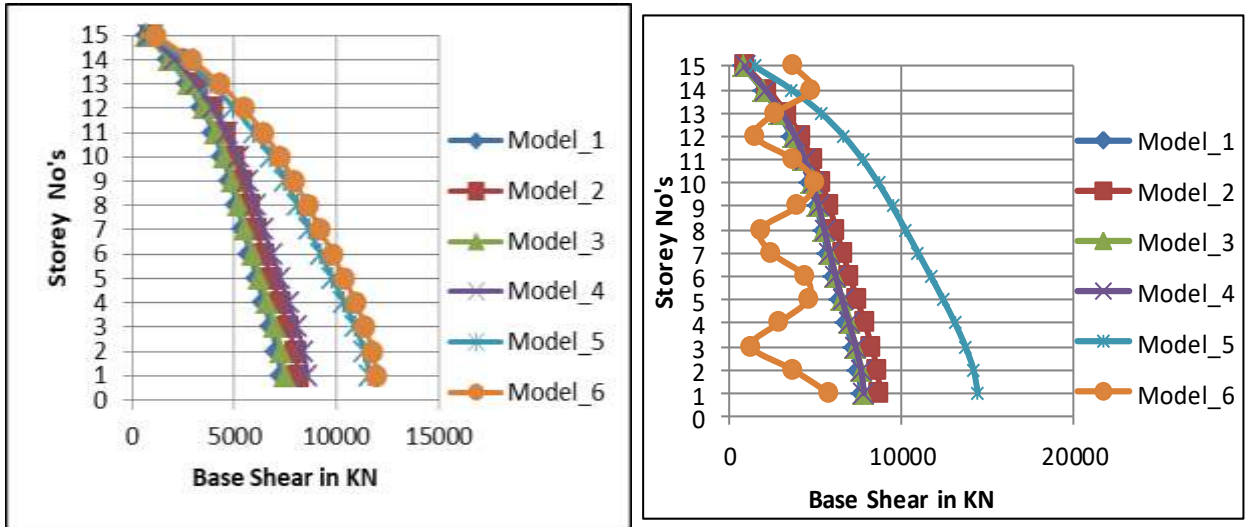 Storey No's
15
14
13
12
11
10
9
8
7
6
5
4
3
2
1
0
0 5000 10000 15000
Base Shear in KN
Model_1
Model_2
Model_3
Model_4
Model_5
Model_6
Storey No's
15
14
13
12
11
10
9
8
7
6
5
4
3
2
1
0
0 10000 20000
Base Shear in KN
Model_1
Model_2
Model_3
Model_4
Model_5
Model_6